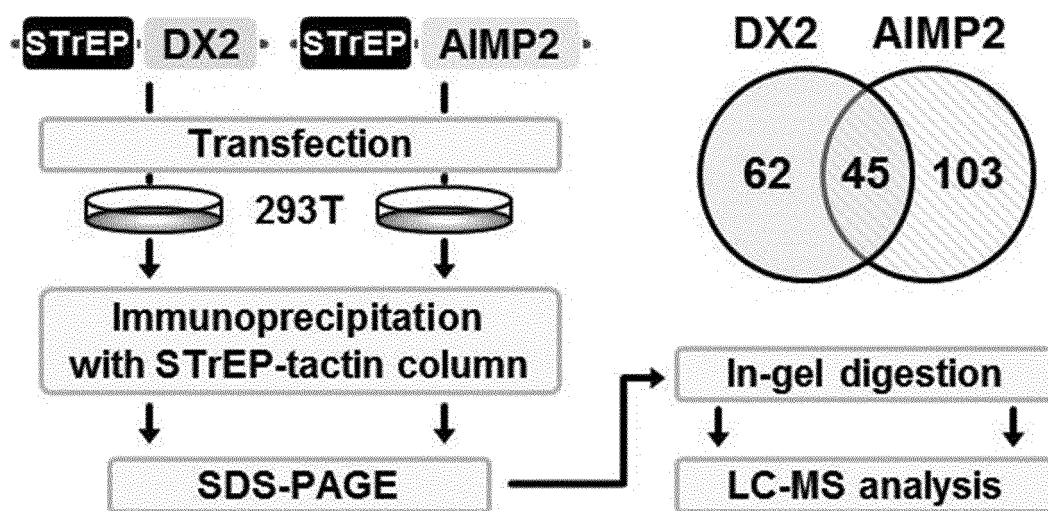 STrEP DX2 STrEP AIMP2
Transfection
293T
Immunoprecipitation
with STrEP-tactin column
SDS-PAGE
DX2 AIMP2
62 45 103
In-gel digestion
LC-MS analysis